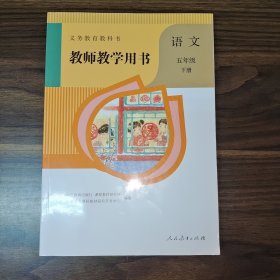 义务教育教科书
教师教学用书
语文
五年级
下册
人民教育出版社